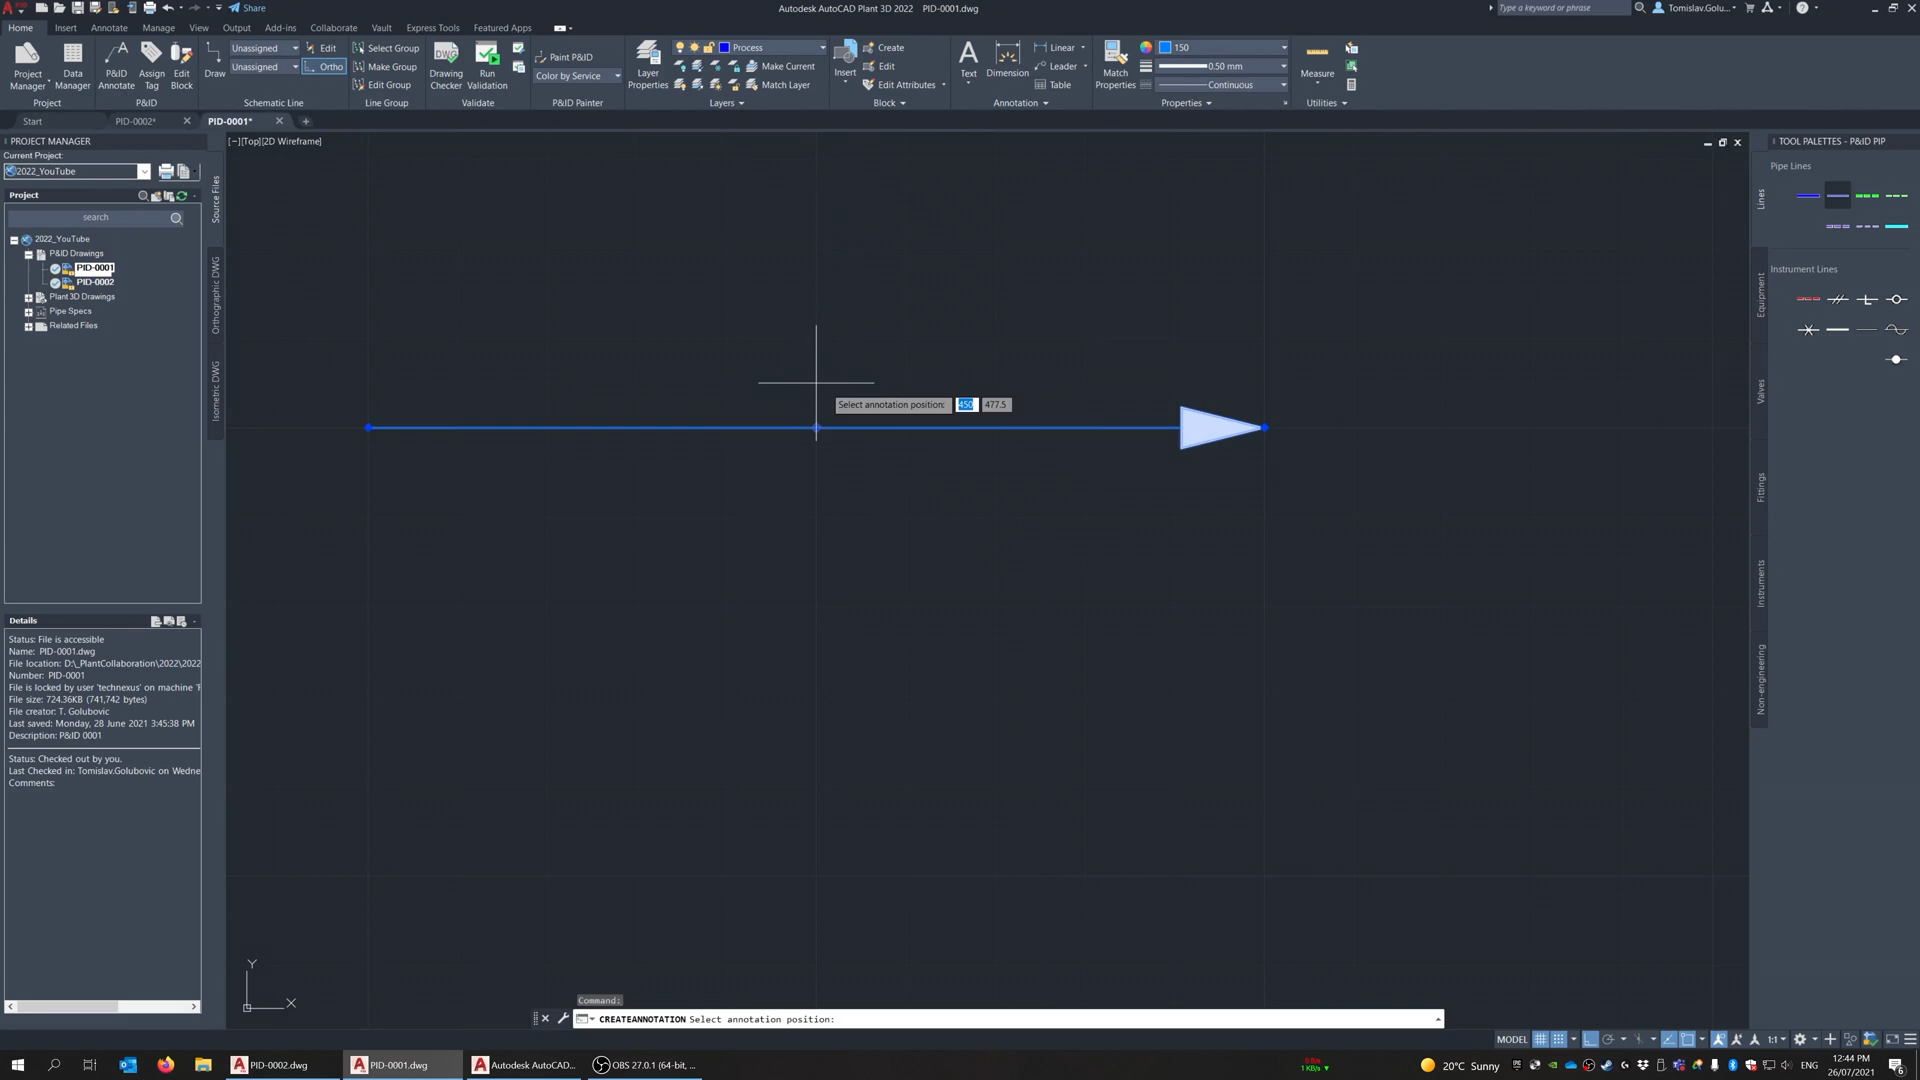 Share
Autodesk AutoCAD Plant 3D 2022 PID-0001.dwg
Type a keyword or phrase
Tomislav.Golu...
Home Insert Annotate Manage View Output Add-ins Collaborate Vault Express Tools Featured Apps
Project Manager
Data Manager
Project
P&ID Annotate
Assign Tag
Edit Block
P&ID
Draw
Unassigned
Unassigned
Edit
Ortho
Schematic Line
Select Group
Make Group
Edit Group
Line Group
Drawing Checker
Run Validation
Validate
Paint P&ID
Color by Service
P&ID Painter
Layer Properties
Process
Make Current
Match Layer
Layers
Insert
Create
Edit
Edit Attributes
Block
Text
Dimension
Linear
Leader
Table
Annotation
Match Properties
150
0.50 mm
Continuous
Properties
Measure
Utilities
Start PID-0002* PID-0001*
PROJECT MANAGER
Current Project:
2022_YouTube
Project
search
2022_YouTube
P&ID Drawings
PID-0001
PID-0002
Plant 3D Drawings
Pipe Specs
Related Files
Source Files
Orthographic DWG
Isometric DWG
Details
Status: File is accessible
Name: PID-0001.dwg
File location: D:\_PlantCollaboration\2022\2022
Number: PID-0001
File is locked by user 'technexus' on machine 'F
File size: 724.36KB (741,742 bytes)
File creator: T. Golubovic
Last saved: Monday, 28 June 2021 3:45:38 PM
Description: P&ID 0001
Status: Checked out by you.
Last Checked in: Tomislav.Golubovic on Wedne
Comments:
[−][Top][2D Wireframe]
Select annotation position: 450 477.5
Y
X
Command:
CREATEANNOTATION Select annotation position:
TOOL PALETTES - P&ID PIP
Pipe Lines
Instrument Lines
Lines
Equipment
Valves
Fittings
Instruments
Non-engineering
MODEL
1:1
PID-0002.dwg
PID-0001.dwg
Autodesk AutoCAD...
OBS 27.0.1 (64-bit, ...
0 B/s
1 KB/s
20°C Sunny
ENG
12:44 PM
26/07/2021
6